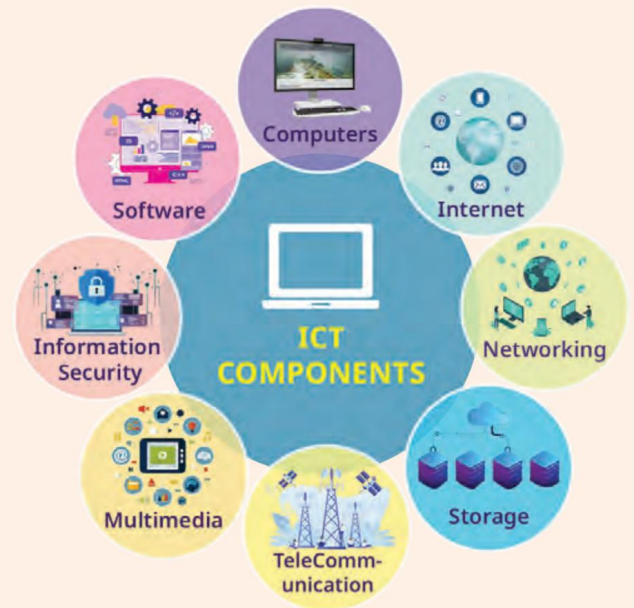 Computers
Internet
Networking
Storage
TeleComm-
unication
Multimedia
Information
Security
Software
ICT
COMPONENTS